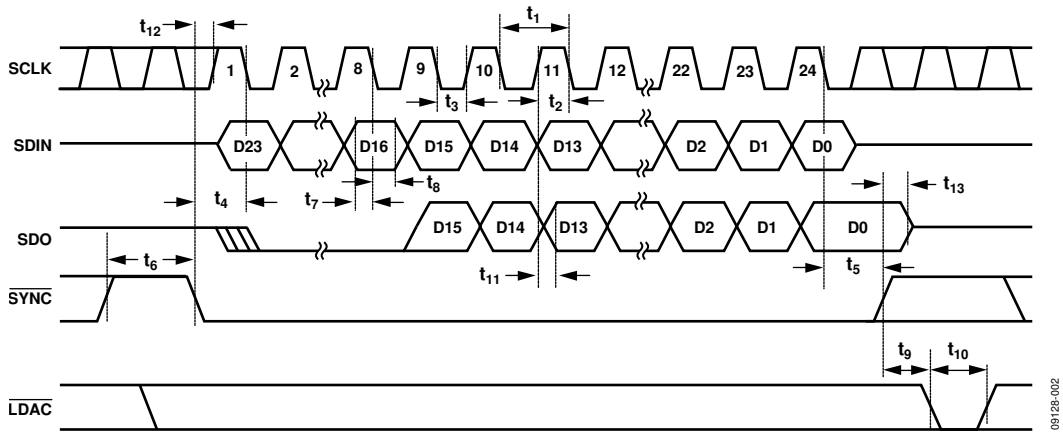 t12
t1
SCLK
1 2 8 9 10 11 12 22 23 24
t3
t2
SDIN
D23 D16 D15 D14 D13 D2 D1 D0
t4
t7
t8
t13
SDO
D15 D14 D13 D2 D1 D0
t6
t11
t5
SYNC
t9
t10
LDAC
09128-002